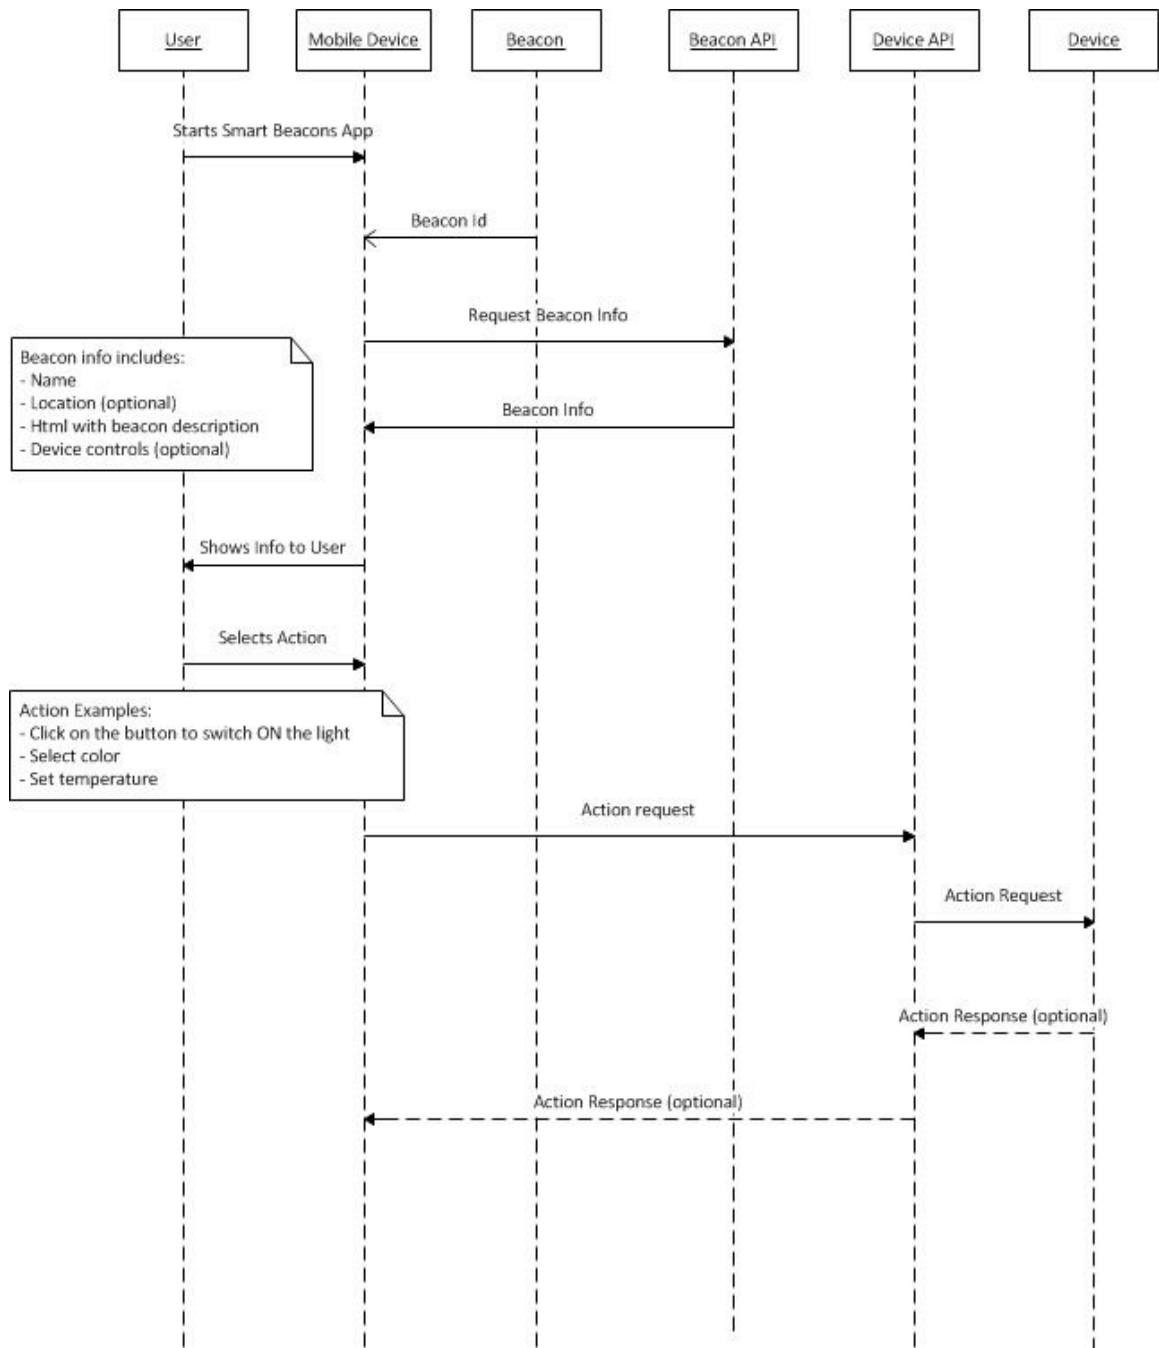 User
Mobile Device
Beacon
Beacon API
Device API
Device
Starts Smart Beacons App
Beacon Id
Request Beacon Info
Beacon info includes:
- Name
- Location (optional)
- Html with beacon description
- Device controls (optional)
Beacon Info
Shows Info to User
Selects Action
Action Examples:
- Click on the button to switch ON the light
- Select color
- Set temperature
Action request
Action Request
Action Response (optional)
Action Response (optional)